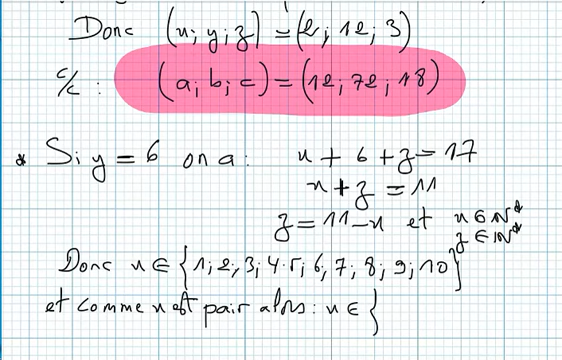 Donc (x; y; z) = (2; 12; 3)
c/c : (a; b; c) = (12; 72; 18)
* Si y = 6 on a : x + 6 + z = 17
x + z = 11
z = 11 - x et x ∈ N*
z ∈ N*
Donc x ∈ {1; 2; 3; 4; 5; 6; 7; 8; 9; 10}
et comme x est pair alors : x ∈ {